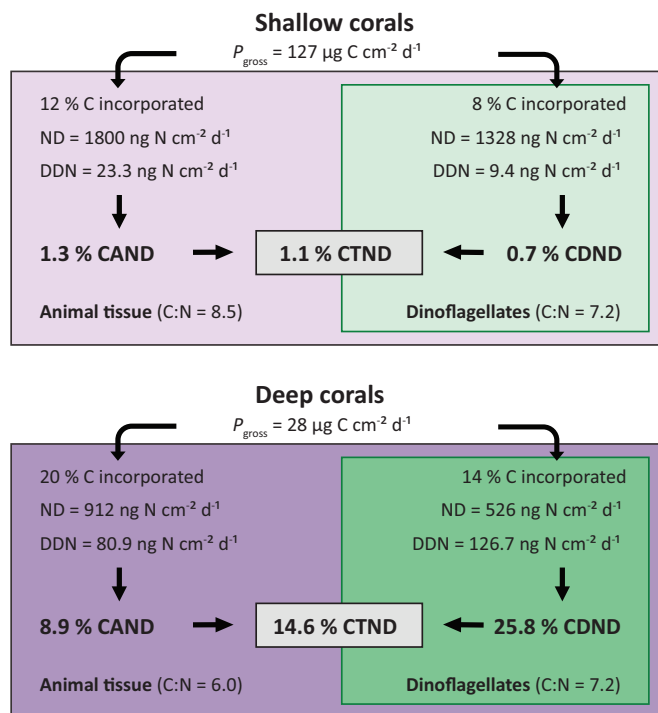 Shallow corals
P_gross = 127 µg C cm⁻² d⁻¹
12 % C incorporated
ND = 1800 ng N cm⁻² d⁻¹
DDN = 23.3 ng N cm⁻² d⁻¹
8 % C incorporated
ND = 1328 ng N cm⁻² d⁻¹
DDN = 9.4 ng N cm⁻² d⁻¹
1.3 % CAND
1.1 % CTND
0.7 % CDND
Animal tissue (C:N = 8.5)
Dinoflagellates (C:N = 7.2)
Deep corals
P_gross = 28 µg C cm⁻² d⁻¹
20 % C incorporated
ND = 912 ng N cm⁻² d⁻¹
DDN = 80.9 ng N cm⁻² d⁻¹
14 % C incorporated
ND = 526 ng N cm⁻² d⁻¹
DDN = 126.7 ng N cm⁻² d⁻¹
8.9 % CAND
14.6 % CTND
25.8 % CDND
Animal tissue (C:N = 6.0)
Dinoflagellates (C:N = 7.2)